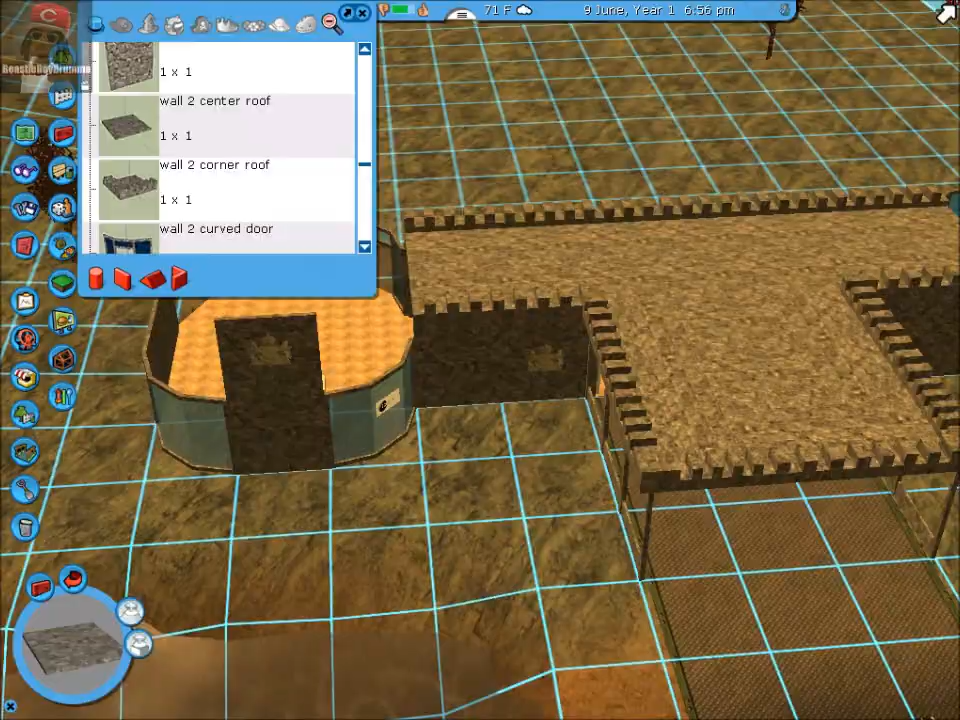 71 F
9 June, Year 1 6:56 pm
BeastieBoyBrumms
1 x 1
wall 2 center roof
1 x 1
wall 2 corner roof
1 x 1
wall 2 curved door